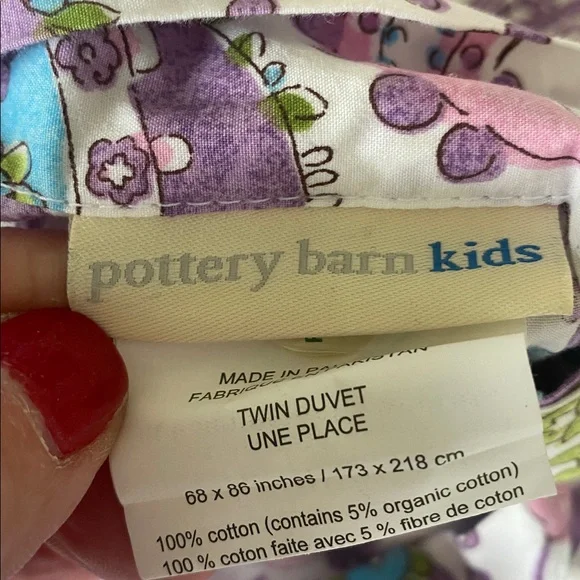 pottery barn kids
MADE IN PAKISTAN
TWIN DUVET
UNE PLACE
68 x 86 inches / 173 x 218 cm
100% cotton (contains 5% organic cotton)
100 % coton faite avec 5 % fibre de coton